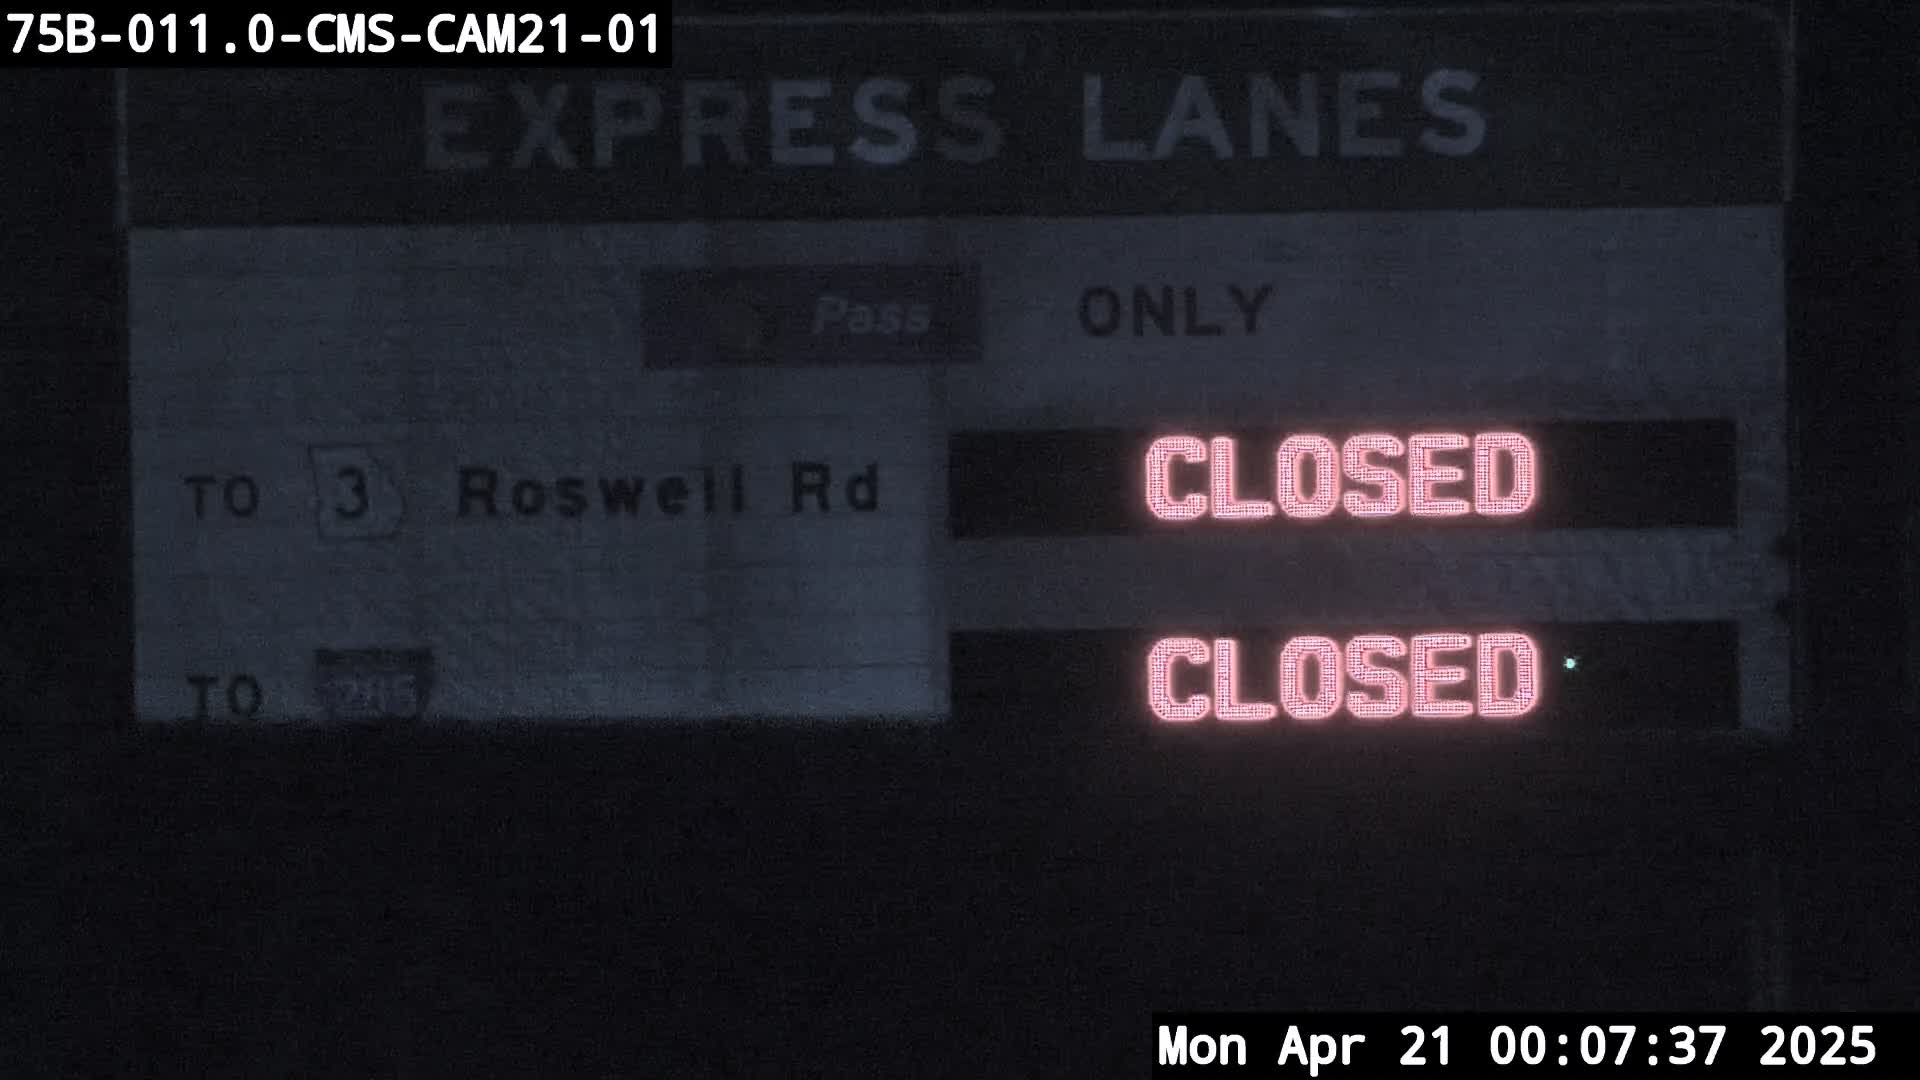 75B-011.0-CMS-CAM21-01
EXPRESS LANES
Pass ONLY
TO 3 Roswell Rd CLOSED
TO CLOSED
Mon Apr 21 00:07:37 2025